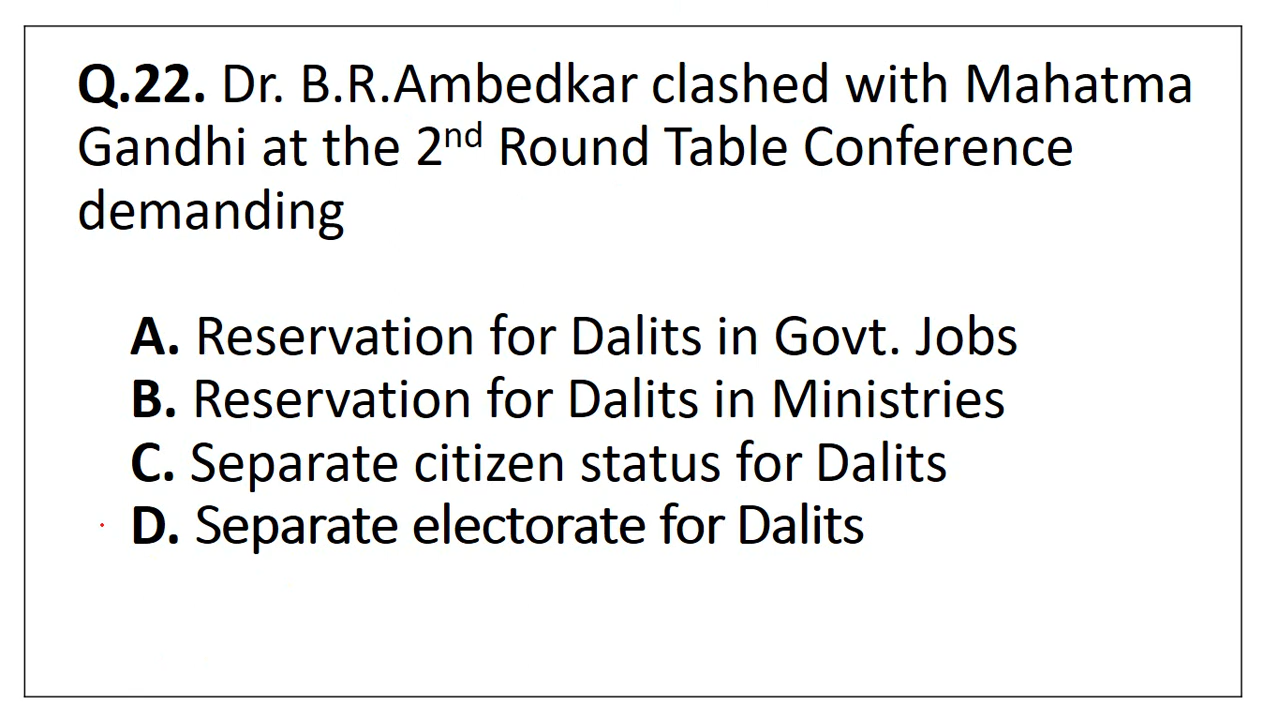 Q.22. Dr. B.R.Ambedkar clashed with Mahatma
Gandhi at the 2nd Round Table Conference
demanding
A. Reservation for Dalits in Govt. Jobs
B. Reservation for Dalits in Ministries
C. Separate citizen status for Dalits
D. Separate electorate for Dalits